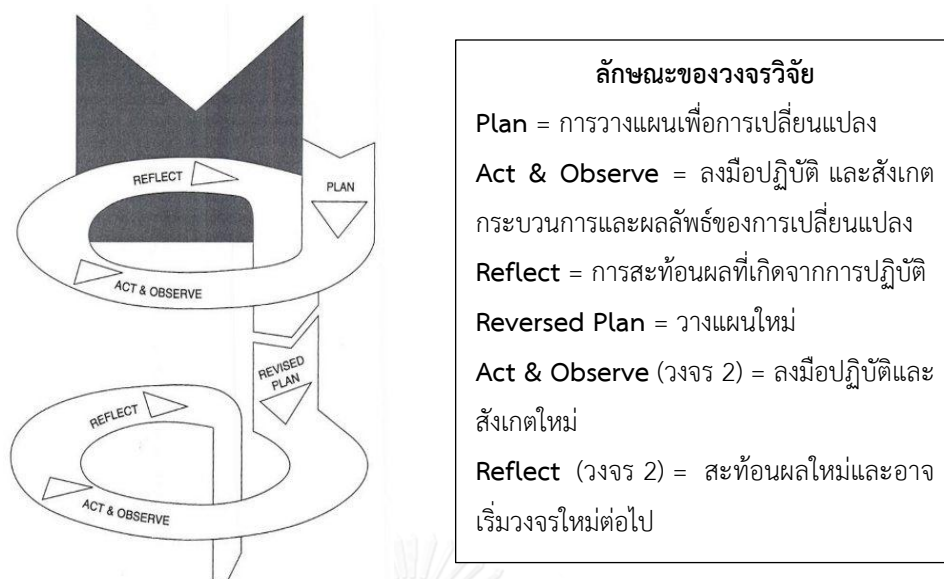 REFLECT
PLAN
ACT & OBSERVE
REVISED
PLAN
REFLECT
ACT & OBSERVE
ลักษณะของวงจรวิจัย
Plan = การวางแผนเพื่อการเปลี่ยนแปลง
Act & Observe = ลงมือปฏิบัติ และสังเกต
กระบวนการและผลลัพธ์ของการเปลี่ยนแปลง
Reflect = การสะท้อนผลที่เกิดจากการปฏิบัติ
Reversed Plan = วางแผนใหม่
Act & Observe (วงจร 2) = ลงมือปฏิบัติและ
สังเกตใหม่
Reflect (วงจร 2) = สะท้อนผลใหม่และอาจ
เริ่มวงจรใหม่ต่อไป